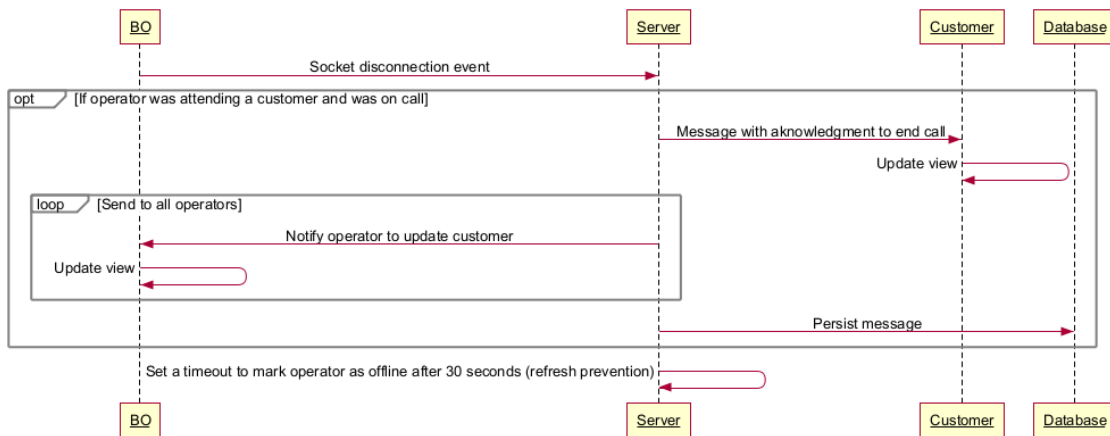 BO Server Customer Database
Socket disconnection event
opt [If operator was attending a customer and was on call]
Message with aknowledgment to end call
Update view
loop [Send to all operators]
Notify operator to update customer
Update view
Persist message
Set a timeout to mark operator as offline after 30 seconds (refresh prevention)
BO Server Customer Database